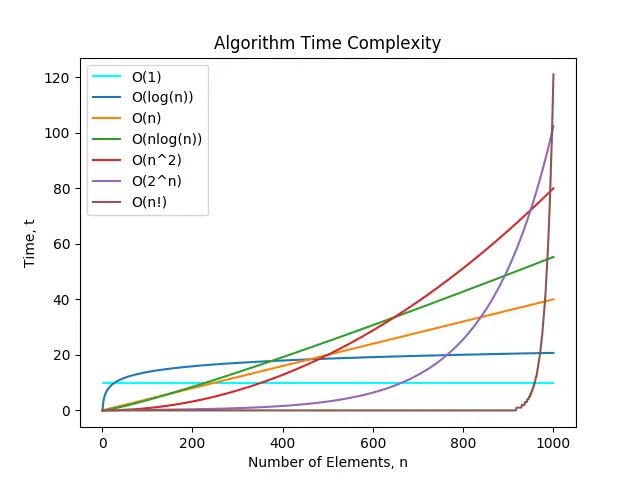 Algorithm Time Complexity
O(1)
O(log(n))
O(n)
O(nlog(n))
O(n^2)
O(2^n)
O(n!)
120
100
80
60
40
20
0
Time, t
0 200 400 600 800 1000
Number of Elements, n